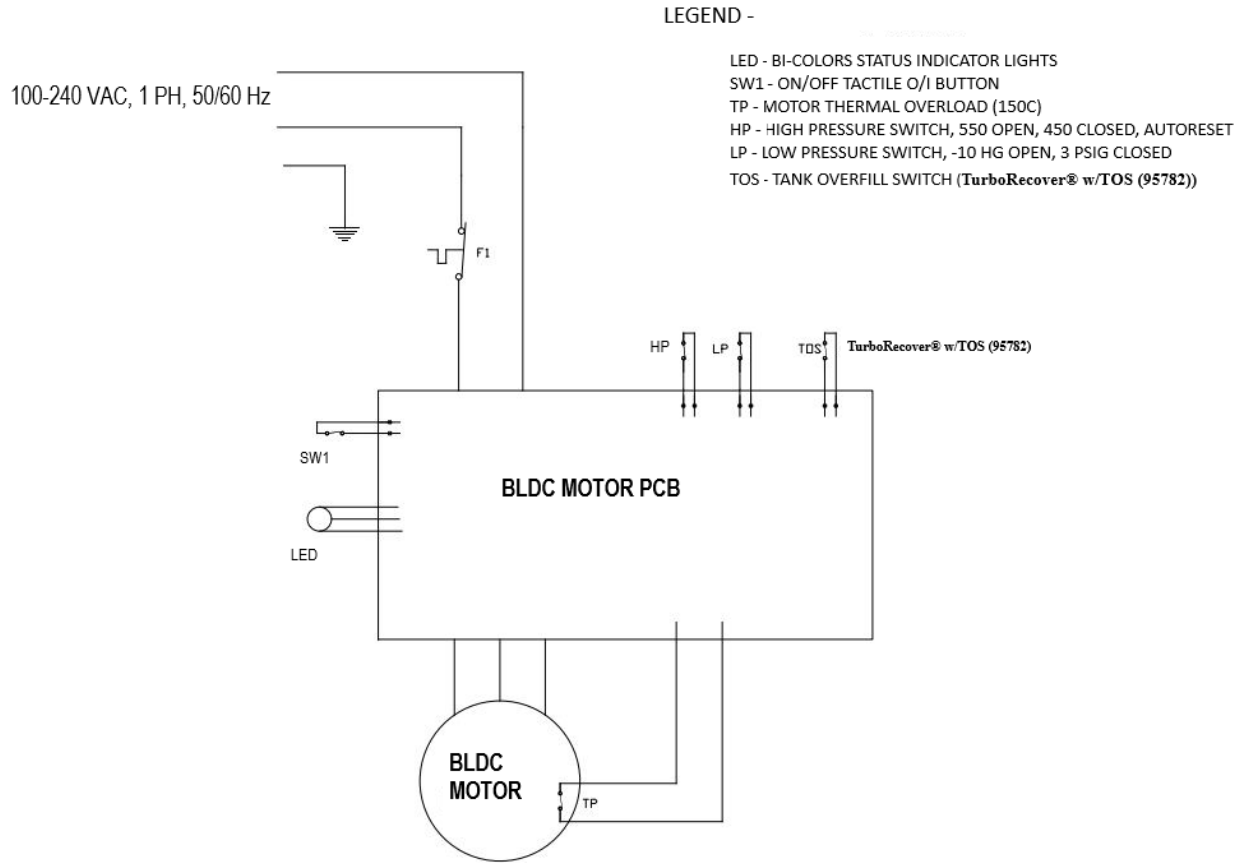 LEGEND -
LED - BI-COLORS STATUS INDICATOR LIGHTS
100-240 VAC, 1 PH, 50/60 Hz
SW1 - ON/OFF TACTILE O/I BUTTON
TP - MOTOR THERMAL OVERLOAD (150C)
HP - HIGH PRESSURE SWITCH, 550 OPEN, 450 CLOSED, AUTORESET
LP - LOW PRESSURE SWITCH, -10 HG OPEN, 3 PSIG CLOSED
TOS - TANK OVERFILL SWITCH (TurboRecover® w/TOS (95782))
F1
HP
LP
TOS
TurboRecover® w/TOS (95782)
SW1
BLDC MOTOR PCB
LED
BLDC
MOTOR
TP